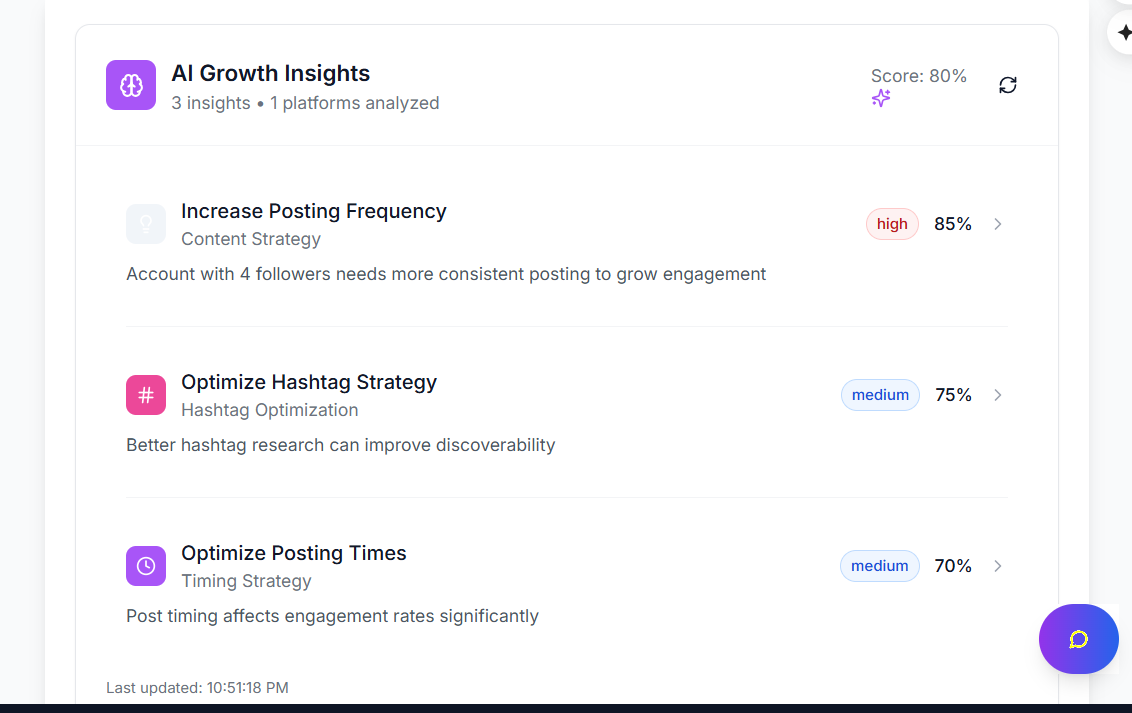 AI Growth Insights
3 insights • 1 platforms analyzed
Score: 80%
Increase Posting Frequency
Content Strategy
high
85%
Account with 4 followers needs more consistent posting to grow engagement
Optimize Hashtag Strategy
Hashtag Optimization
medium
75%
Better hashtag research can improve discoverability
Optimize Posting Times
Timing Strategy
medium
70%
Post timing affects engagement rates significantly
Last updated: 10:51:18 PM